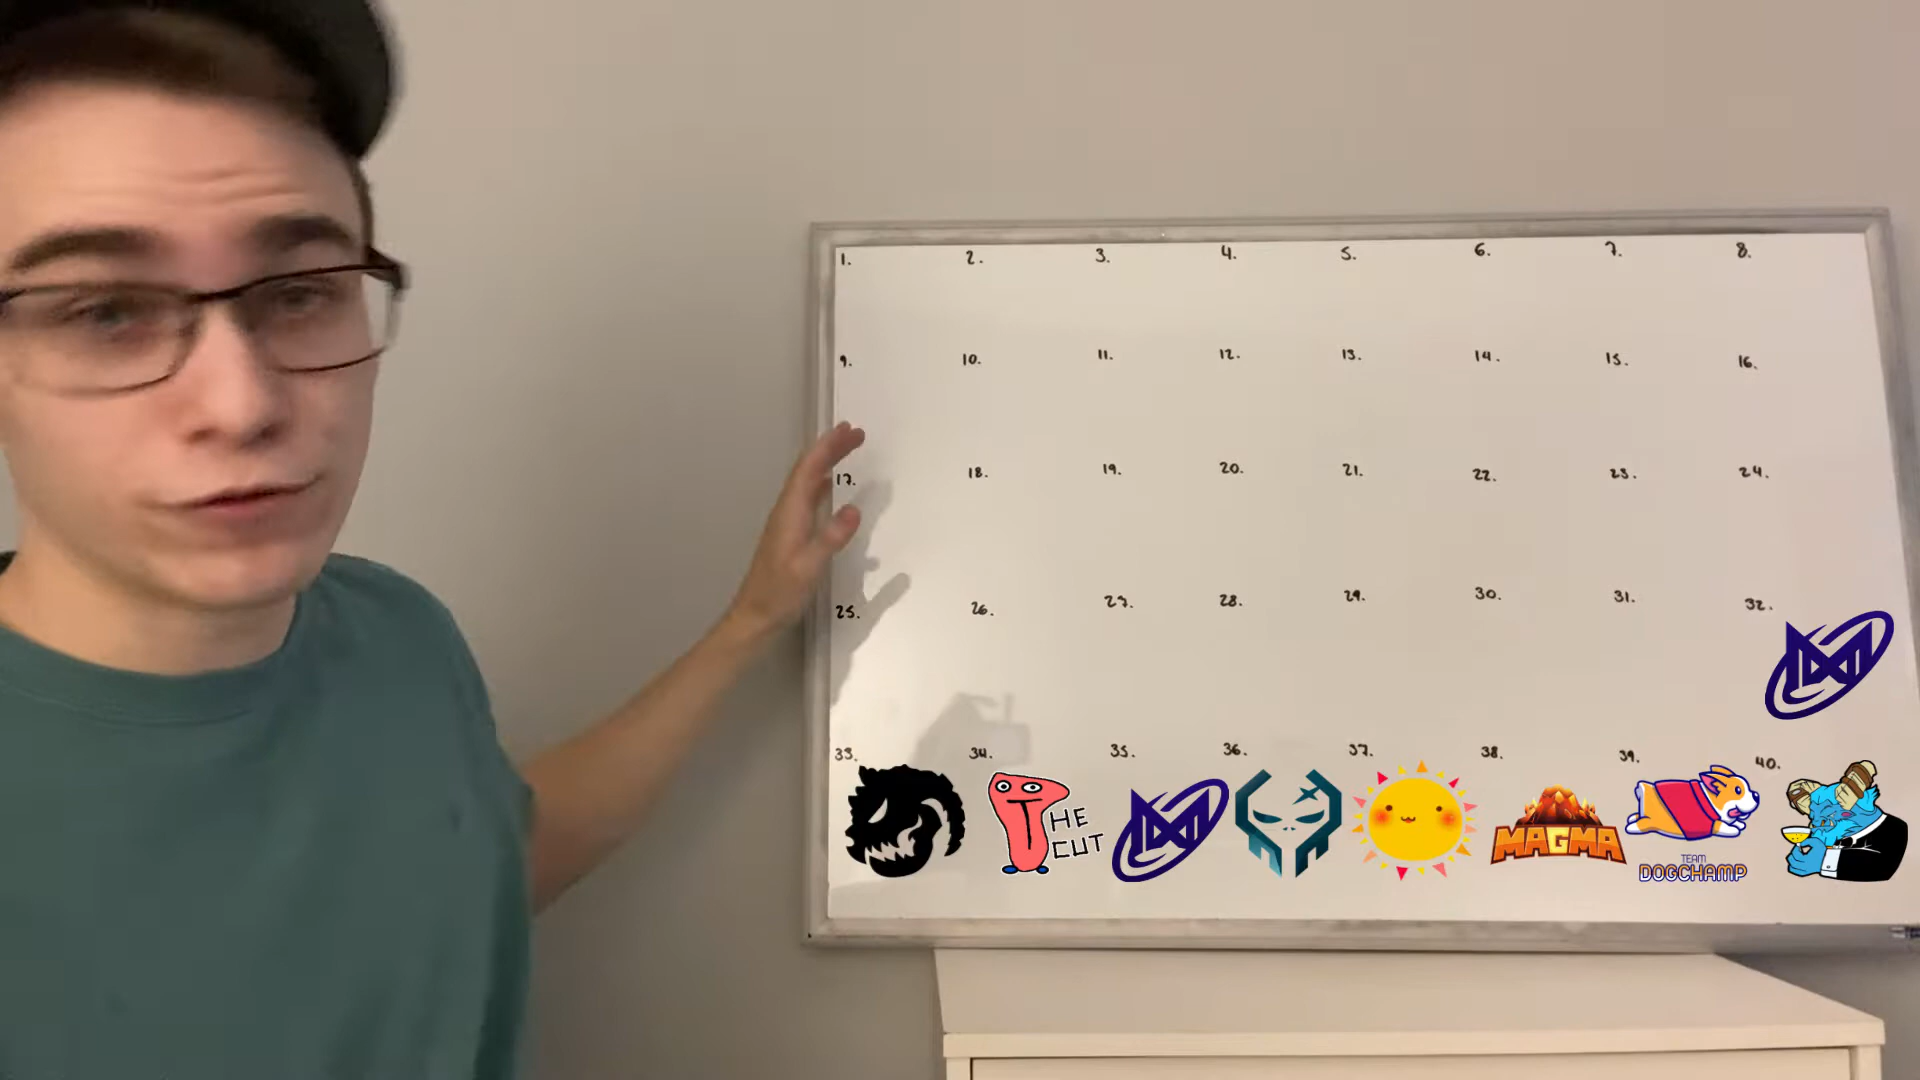 1. 2. 3. 4. 5. 6. 7. 8.
9. 10. 11. 12. 13. 14. 15. 16.
17. 18. 19. 20. 21. 22. 23. 24.
25. 26. 27. 28. 29. 30. 31. 32.
33. 34. 35. 36. 37. 38. 39. 40.
THE
CUT
MAGMA
TEAM
DOGCHAMP